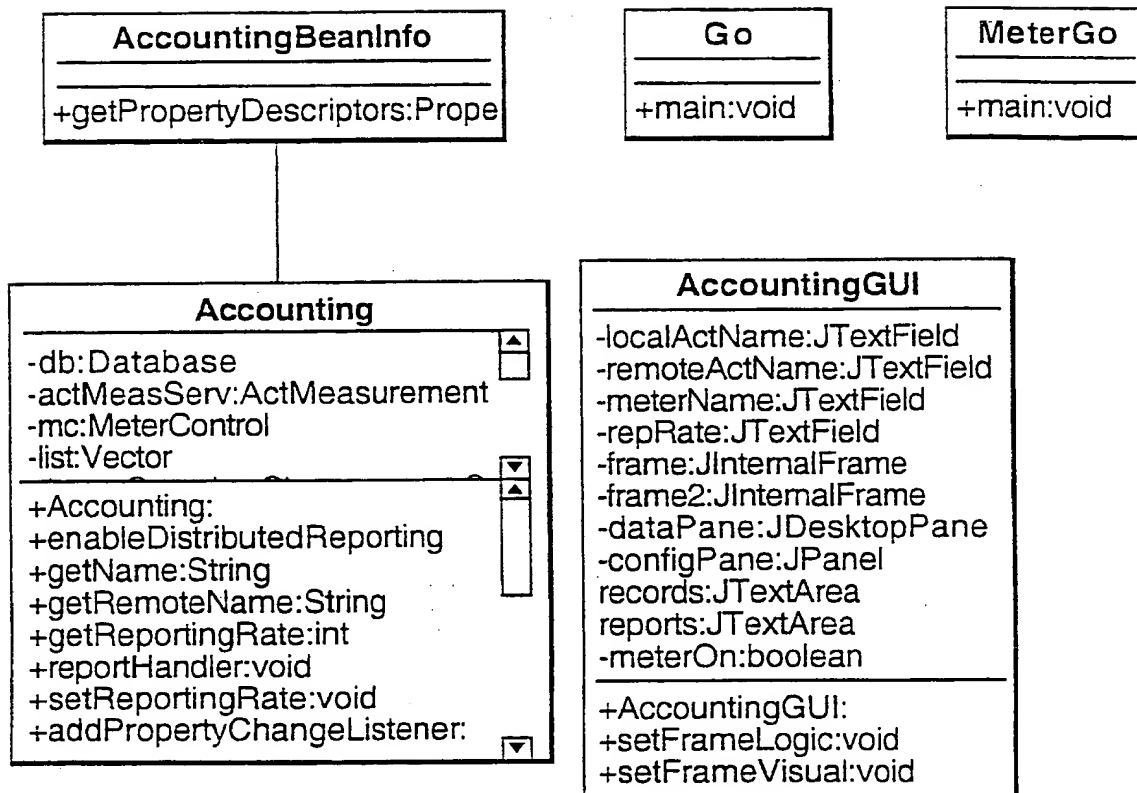 AccountingBeanInfo
+getPropertyDescriptors:Prope
Go
+main:void
MeterGo
+main:void
Accounting
-db:Database
-actMeasServ:ActMeasurement
-mc:MeterControl
-list:Vector
+Accounting:
+enableDistributedReporting
+getName:String
+getRemoteName:String
+getReportingRate:int
+reportHandler:void
+setReportingRate:void
+addPropertyChangeListener:
AccountingGUI
-localActName:JTextField
-remoteActName:JTextField
-meterName:JTextField
-repRate:JTextField
-frame:JInternalFrame
-frame2:JInternalFrame
-dataPane:JDesktopPane
-configPane:JPanel
records:JTextArea
reports:JTextArea
-meterOn:boolean
+AccountingGUI:
+setFrameLogic:void
+setFrameVisual:void